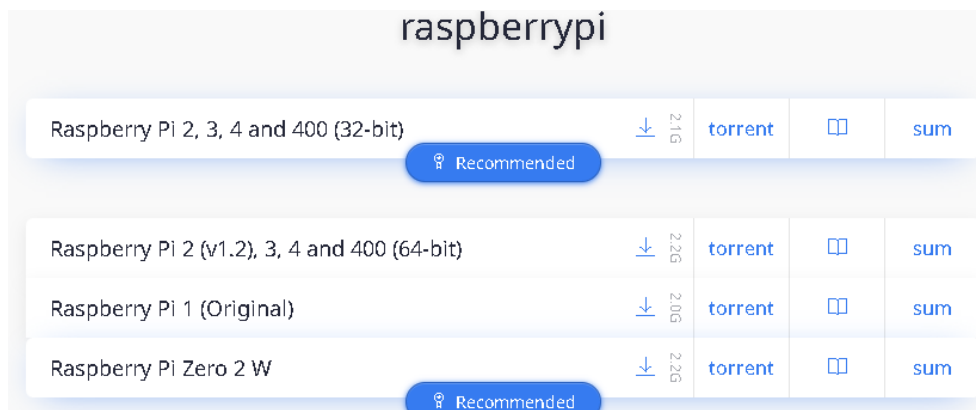 raspberrypi
Raspberry Pi 2, 3, 4 and 400 (32-bit) 2.1G torrent sum
Recommended
Raspberry Pi 2 (v1.2), 3, 4 and 400 (64-bit) 2.2G torrent sum
Raspberry Pi 1 (Original) 2.0G torrent sum
Raspberry Pi Zero 2 W 2.2G torrent sum
Recommended